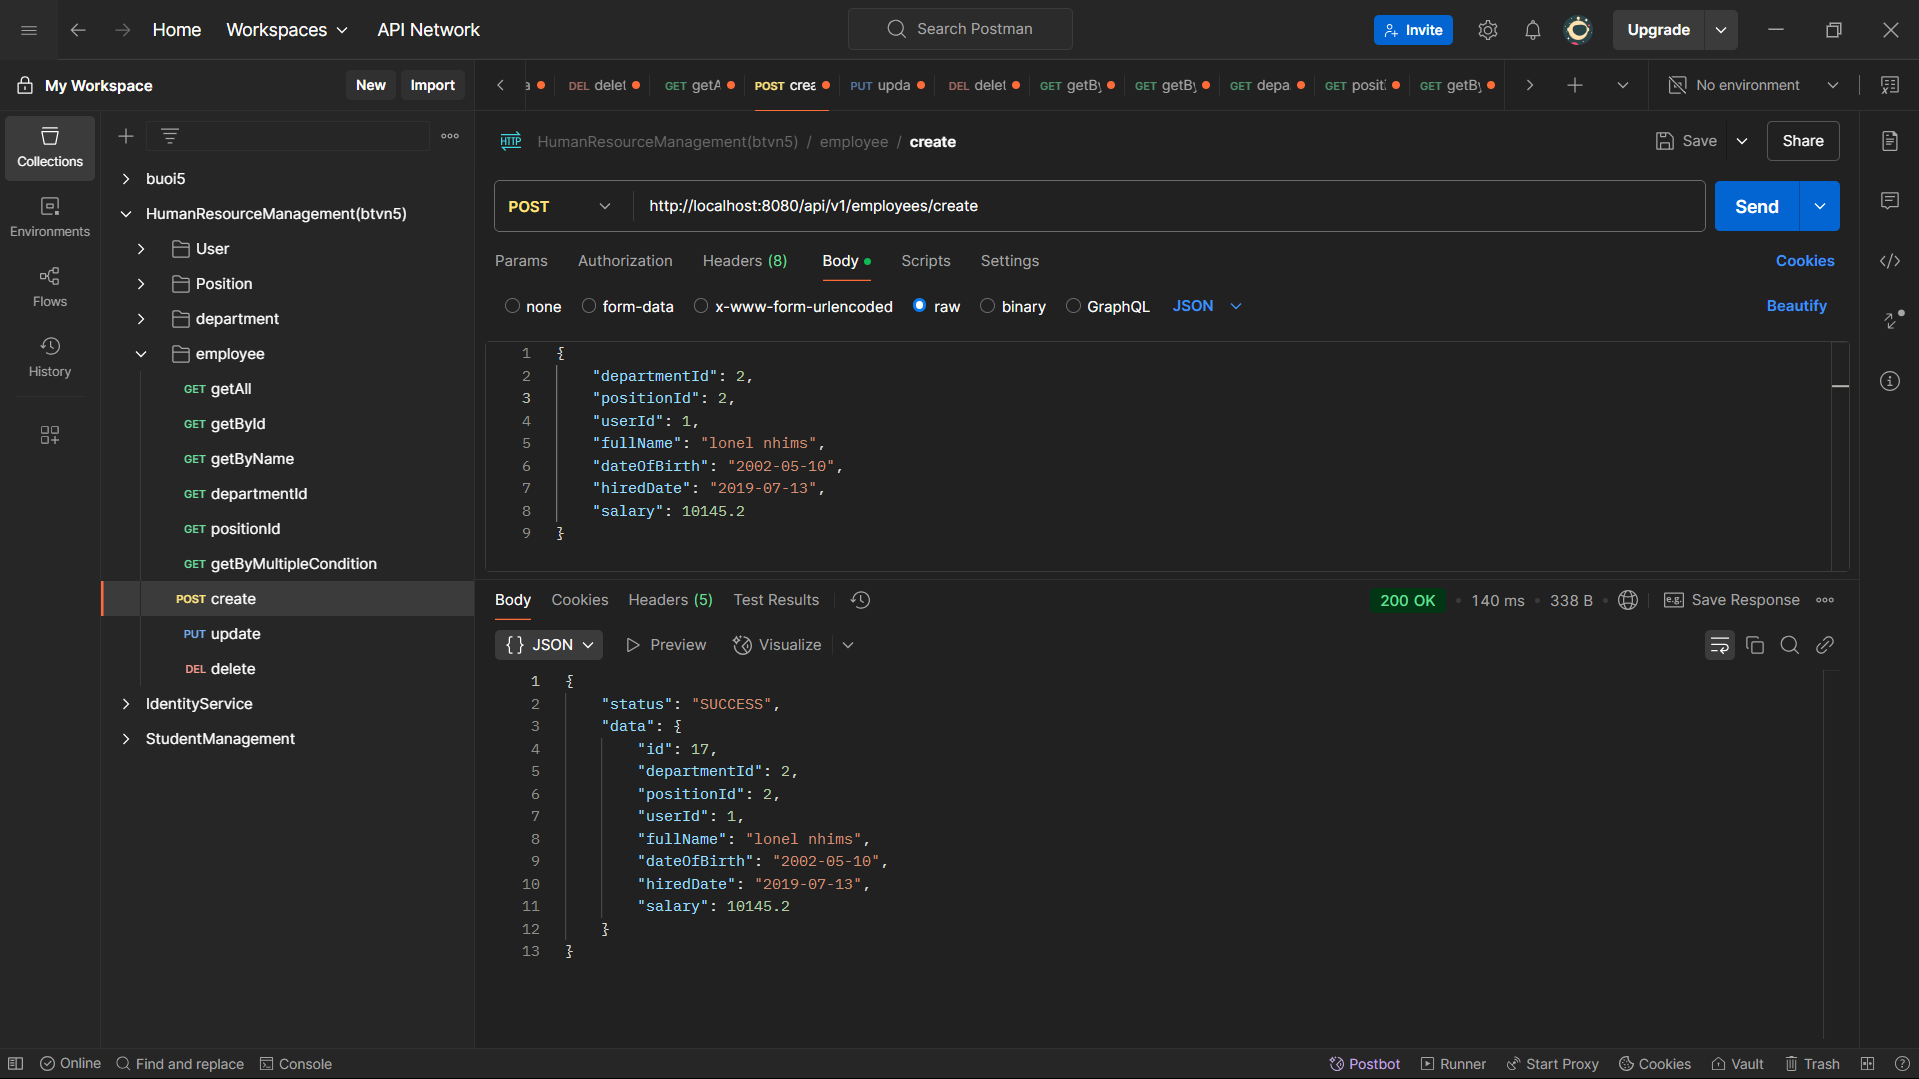 Home
Workspaces
API Network
Search Postman
Invite
Upgrade
My Workspace
New
Import
a
DEL delet
GET getA
POST crea
PUT upda
DEL delet
GET getBy
GET getBy
GET depa
GET positi
GET getBy
No environment
Collections
Environments
Flows
History
buoi5
HumanResourceManagement(btvn5)
User
Position
department
employee
GET getAll
GET getById
GET getByName
GET departmentId
GET positionId
GET getByMultipleCondition
POST create
PUT update
DEL delete
IdentityService
StudentManagement
HTTP HumanResourceManagement(btvn5) / employee / create
Save
Share
POST
http://localhost:8080/api/v1/employees/create
Send
Params
Authorization
Headers (8)
Body
Scripts
Settings
Cookies
none
form-data
x-www-form-urlencoded
raw
binary
GraphQL
JSON
Beautify
1 {
2 "departmentId": 2,
3 "positionId": 2,
4 "userId": 1,
5 "fullName": "lonel nhims",
6 "dateOfBirth": "2002-05-10",
7 "hiredDate": "2019-07-13",
8 "salary": 10145.2
9 }
Body
Cookies
Headers (5)
Test Results
200 OK
140 ms
338 B
e.g. Save Response
{} JSON
Preview
Visualize
1 {
2 "status": "SUCCESS",
3 "data": {
4 "id": 17,
5 "departmentId": 2,
6 "positionId": 2,
7 "userId": 1,
8 "fullName": "lonel nhims",
9 "dateOfBirth": "2002-05-10",
10 "hiredDate": "2019-07-13",
11 "salary": 10145.2
12 }
13 }
Online
Find and replace
Console
Postbot
Runner
Start Proxy
Cookies
Vault
Trash